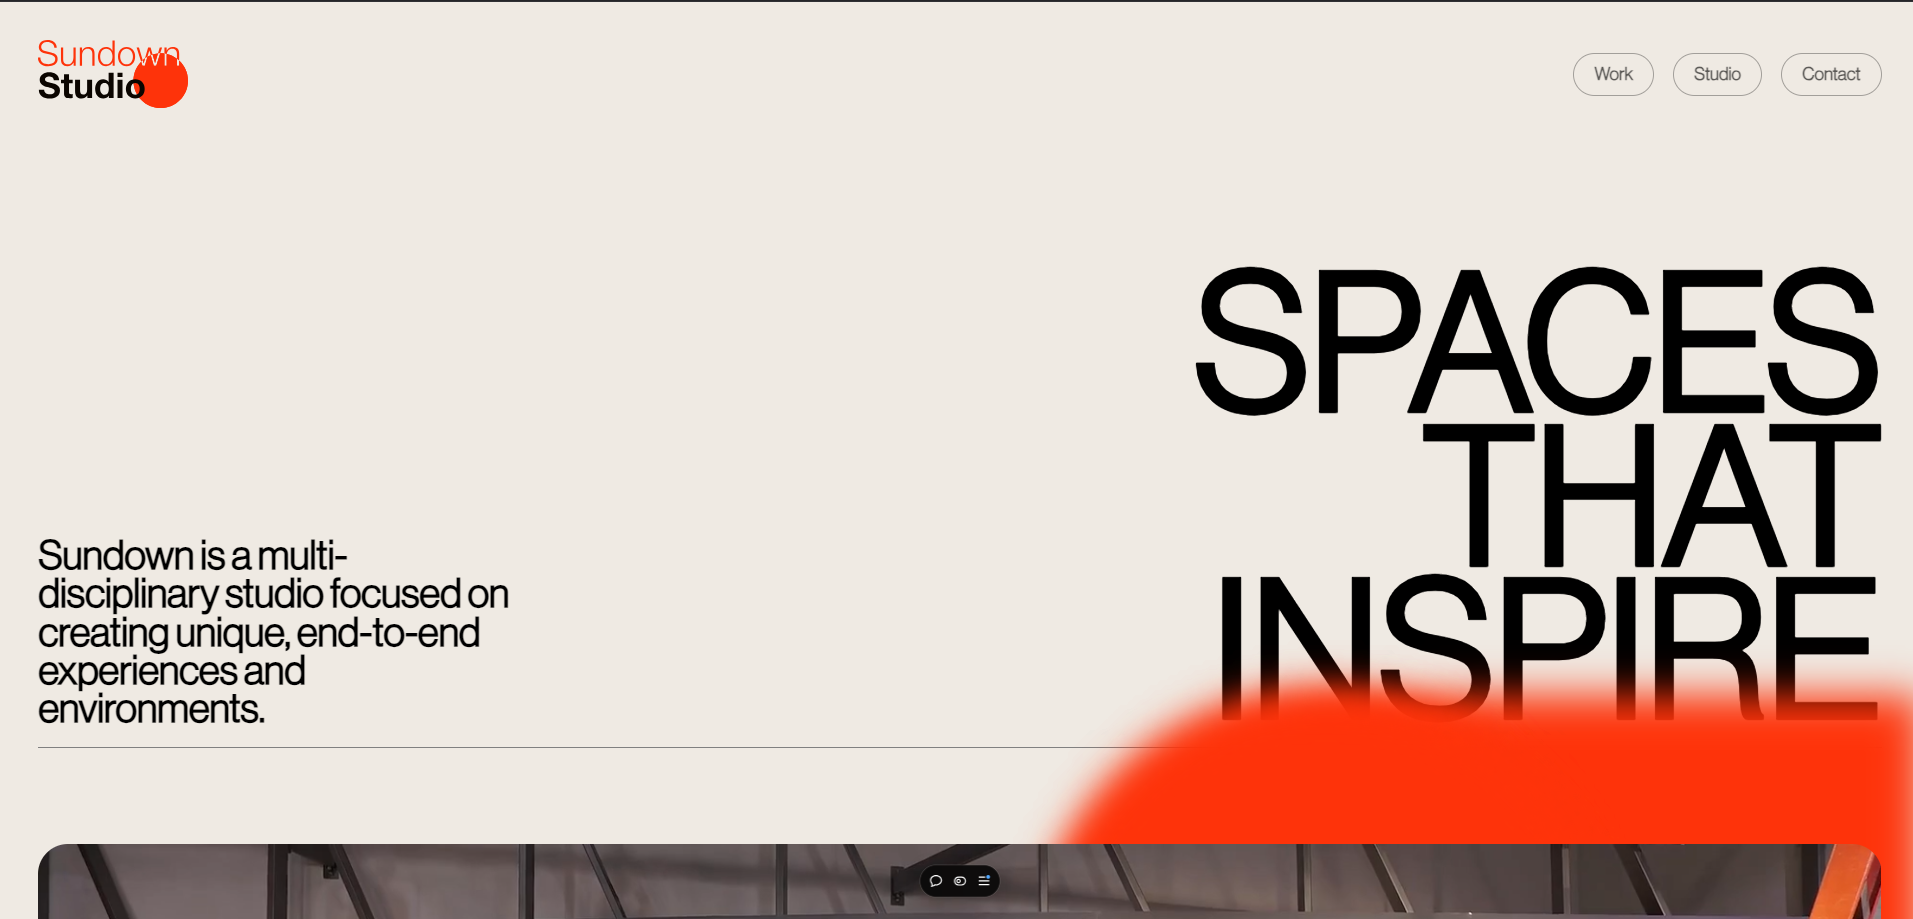 Sundown
Studio
Work
Studio
Contact
SPACES
THAT
INSPIRE
Sundown is a multi-
disciplinary studio focused on
creating unique, end-to-end
experiences and
environments.